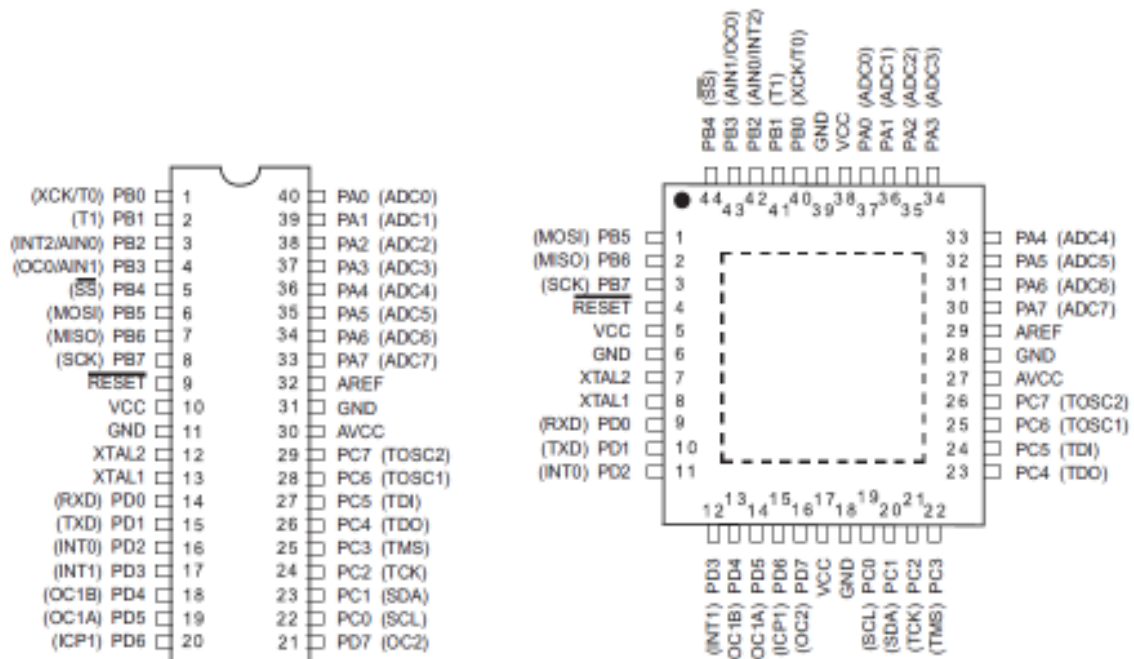 PB4 (SS)
PB3 (AIN1/OC0)
PB2 (AIN0/INT2)
PB1 (T1)
PB0 (XCK/T0)
GND
VCC
PA0 (ADC0)
PA1 (ADC1)
PA2 (ADC2)
PA3 (ADC3)
(XCK/T0) PB0 1 40 PA0 (ADC0)
(T1) PB1 2 39 PA1 (ADC1)
(INT2/AIN0) PB2 3 38 PA2 (ADC2)
(OC0/AIN1) PB3 4 37 PA3 (ADC3)
(SS) PB4 5 36 PA4 (ADC4)
(MOSI) PB5 6 35 PA5 (ADC5)
(MISO) PB6 7 34 PA6 (ADC6)
(SCK) PB7 8 33 PA7 (ADC7)
RESET 9 32 AREF
VCC 10 31 GND
GND 11 30 AVCC
XTAL2 12 29 PC7 (TOSC2)
XTAL1 13 28 PC6 (TOSC1)
(RXD) PD0 14 27 PC5 (TDI)
(TXD) PD1 15 26 PC4 (TDO)
(INT0) PD2 16 25 PC3 (TMS)
(INT1) PD3 17 24 PC2 (TCK)
(OC1B) PD4 18 23 PC1 (SDA)
(OC1A) PD5 19 22 PC0 (SCL)
(ICP1) PD6 20 21 PD7 (OC2)
44 43 42 41 40 39 38 37 36 35 34
(MOSI) PB5 1 33 PA4 (ADC4)
(MISO) PB6 2 32 PA5 (ADC5)
(SCK) PB7 3 31 PA6 (ADC6)
RESET 4 30 PA7 (ADC7)
VCC 5 29 AREF
GND 6 28 GND
XTAL2 7 27 AVCC
XTAL1 8 26 PC7 (TOSC2)
(RXD) PD0 9 25 PC6 (TOSC1)
(TXD) PD1 10 24 PC5 (TDI)
(INT0) PD2 11 23 PC4 (TDO)
12 13 14 15 16 17 18 19 20 21 22
(INT1) PD3
(OC1B) PD4
(OC1A) PD5
(ICP1) PD6
(OC2) PD7
VCC
GND
(SCL) PC0
(SDA) PC1
(TCK) PC2
(TMS) PC3